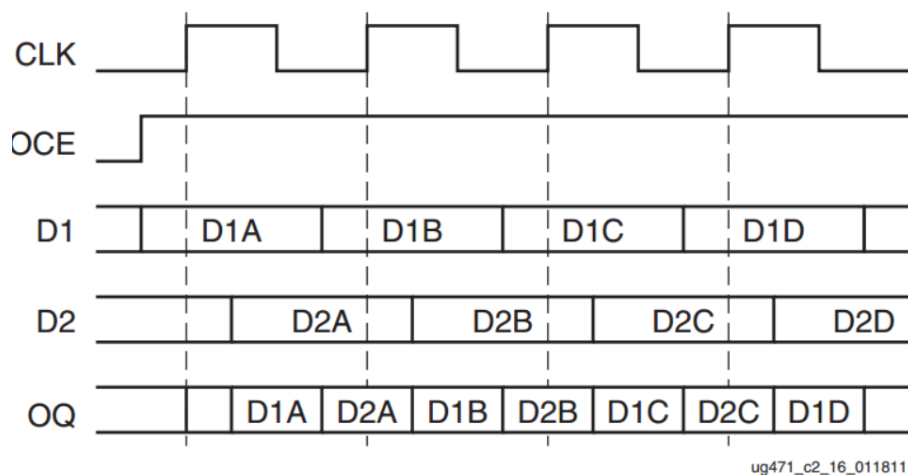 CLK
OCE
D1 D1A D1B D1C D1D
D2 D2A D2B D2C D2D
OQ D1A D2A D1B D2B D1C D2C D1D
ug471_c2_16_011811